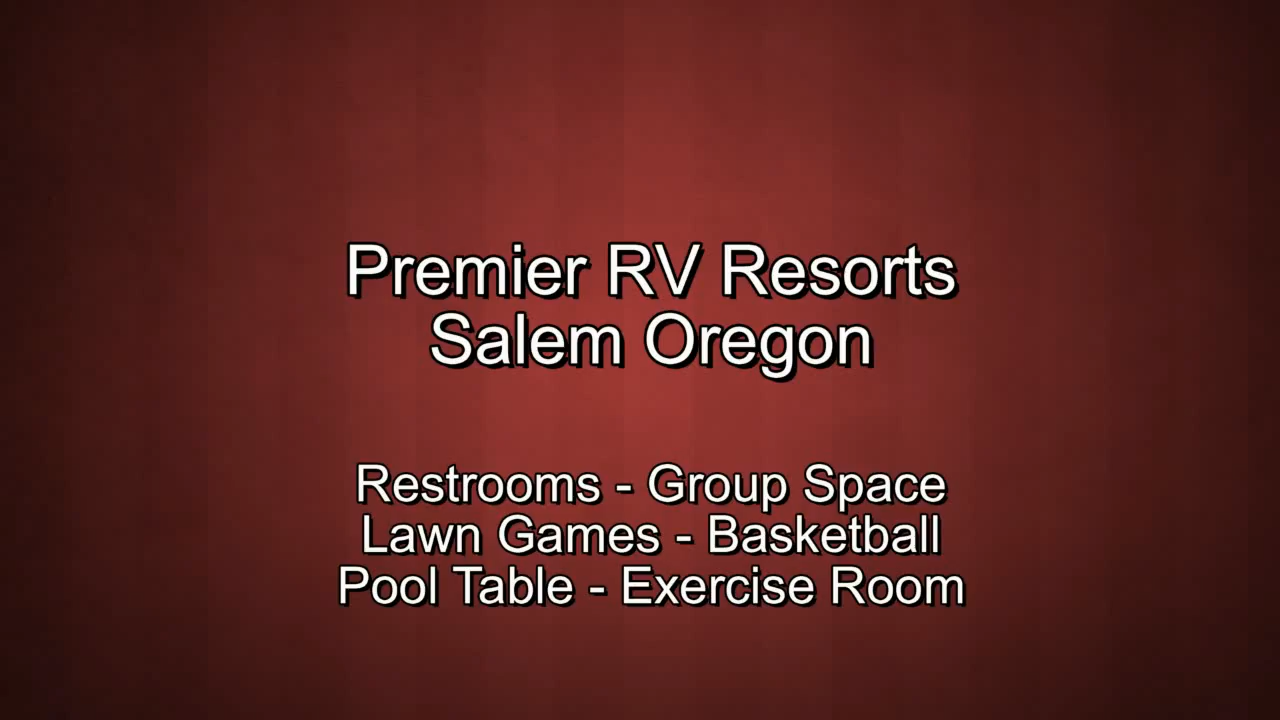 Premier RV Resorts
Salem Oregon
Restrooms - Group Space
Lawn Games - Basketball
Pool Table - Exercise Room